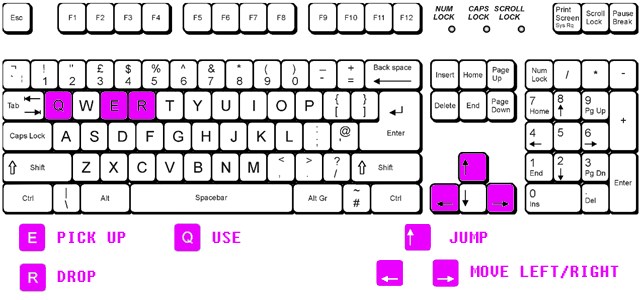 Esc F1 F2 F3 F4 F5 F6 F7 F8 F9 F10 F11 F12 NUM LOCK CAPS LOCK SCROLL LOCK Print Screen Sys Rq Scroll Lock Pause Break
¬ ` ! 1 " 2 £ 3 $ 4 % 5 ^ 6 & 7 * 8 ( 9 ) 0 _ - + = Back space Insert Home Page Up Num Lock / * -
Tab Q W E R T Y U I O P { [ } ] Enter Delete End Page Down 7 Home 8 ↑ 9 Pg Up +
Caps Lock A S D F G H J K L : ; @ ' 4 ← 5 6 →
⇧ Shift Z X C V B N M < , > . ? / ⇧ Shift ↑ 1 End 2 ↓ 3 Pg Dn Enter
Ctrl | \ Alt Spacebar Alt Gr ~ # Ctrl ← ↓ → 0 Ins . Del
E PICK UP Q USE ↑ JUMP
R DROP ← → MOVE LEFT/RIGHT